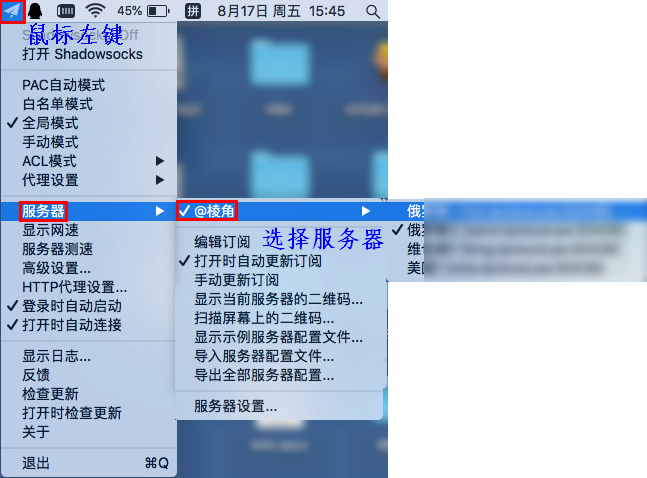 45%
拼
8月17日 周五 15:45
鼠标左键
打开 Shadowsocks
PAC自动模式
白名单模式
全局模式
手动模式
ACL模式
代理设置
服务器
@棱角
选择服务器
显示网速
服务器测速
高级设置...
HTTP代理设置...
登录时自动启动
打开时自动连接
显示日志...
反馈
检查更新
打开时检查更新
关于
退出 ⌘Q
编辑订阅
打开时自动更新订阅
手动更新订阅
显示当前服务器的二维码...
扫描屏幕上的二维码...
显示示例服务器配置文件...
导入服务器配置文件...
导出全部服务器配置...
服务器设置...
俄
俄
维
美